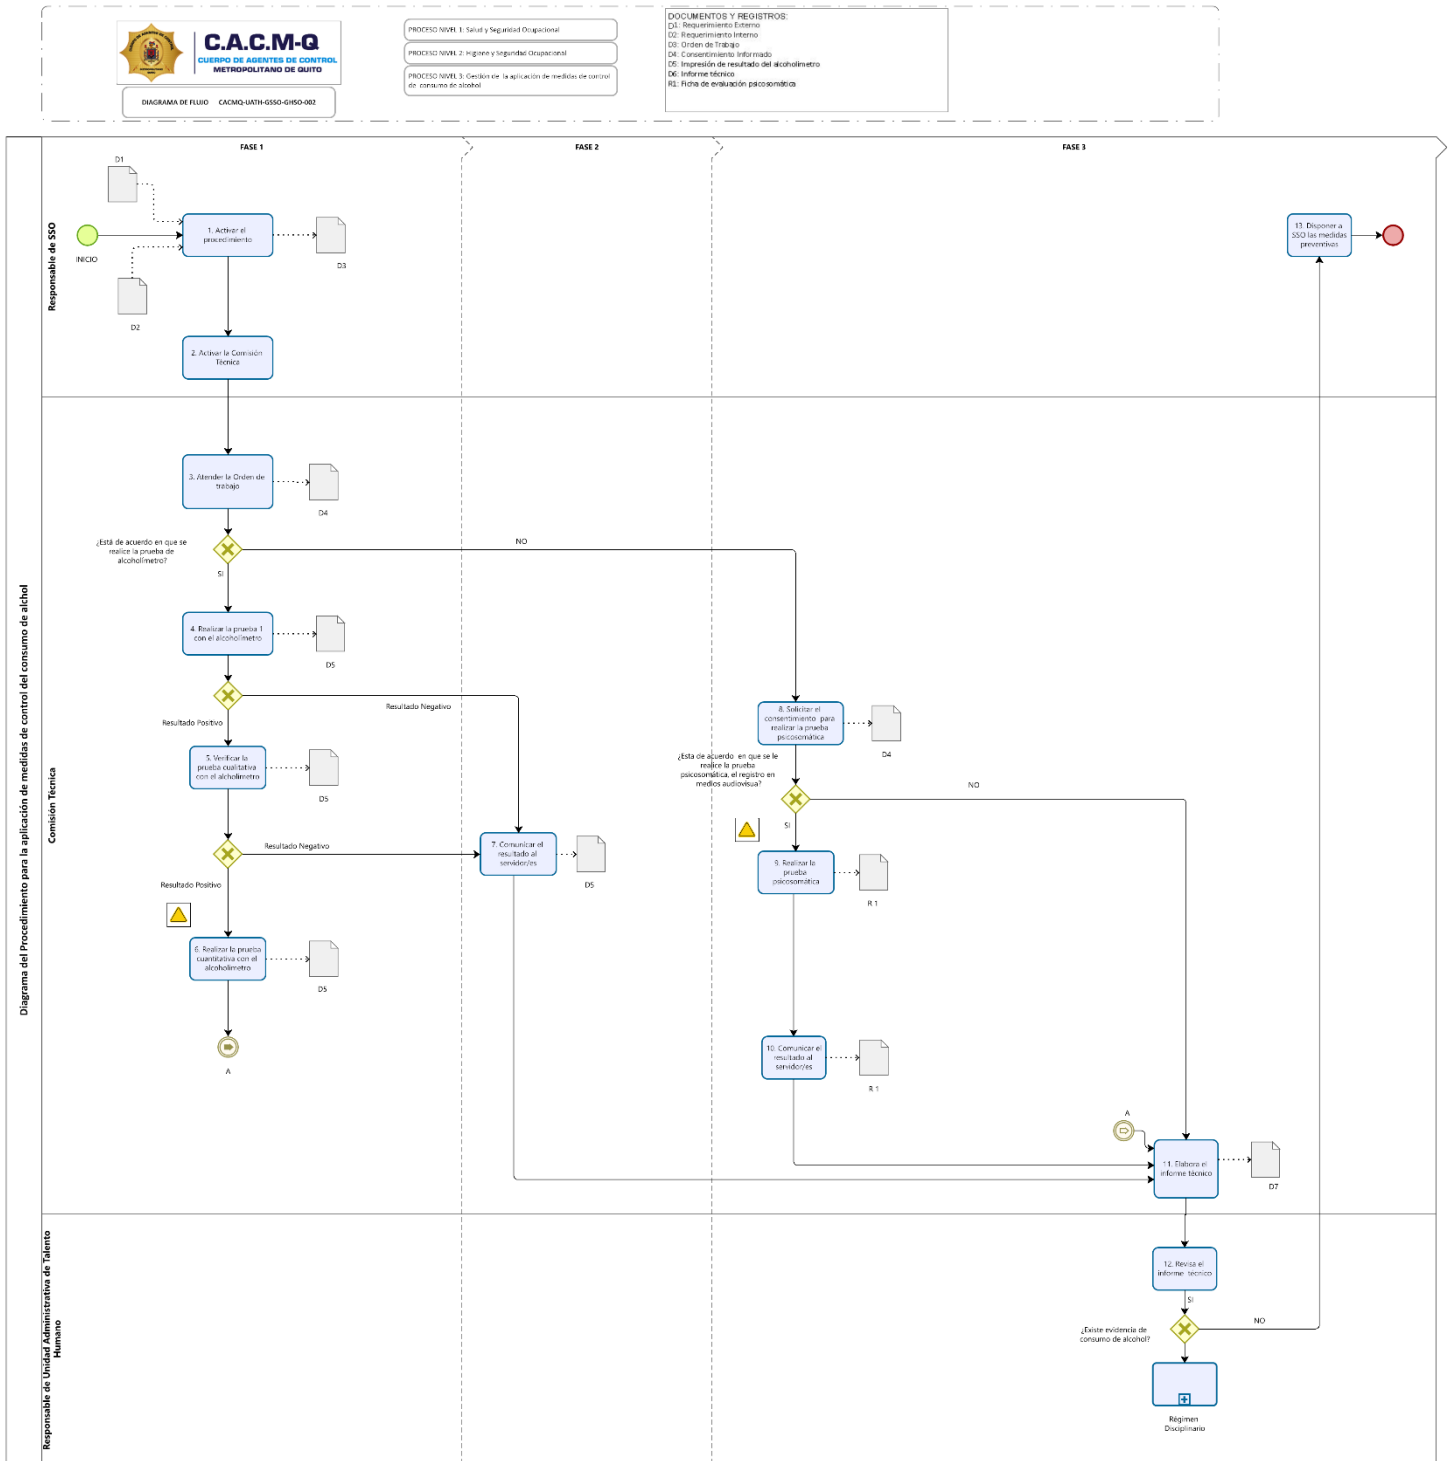 C.A.C.M-Q
CUERPO DE AGENTES DE CONTROL
METROPOLITANO DE QUITO
DIAGRAMA DE FLUJO CACMQ-UATH-GSSO-GHSO-002
PROCESO NIVEL 1: Salud y Seguridad Ocupacional
PROCESO NIVEL 2: Higiene y Seguridad Ocupacional
PROCESO NIVEL 3: Gestión de la aplicación de medidas de control
de consumo de alcohol
DOCUMENTOS Y REGISTROS:
D1: Requerimiento Externo
D2: Requerimiento Interno
D3: Orden de Trabajo
D4: Consentimiento Informado
D5: Impresión de resultado del alcoholímetro
D6: Informe técnico
R1: Ficha de evaluación psicosomática
Diagrama del Procedimiento para la aplicación de medidas de control del consumo de alchol
FASE 1
FASE 2
FASE 3
Responsable de SSO
D1
INICIO
D2
1. Activar el
procedimiento
D3
2. Activar la Comisión
Técnica
13. Disponer a
SSO las medidas
preventivas
Comisión Técnica
3. Atender la Orden de
trabajo
D4
¿Está de acuerdo en que se
realice la prueba de
alcoholímetro?
NO
SI
4. Realizar la prueba 1
con el alcoholímetro
D5
Resultado Negativo
Resultado Positivo
5. Verificar la
prueba cualitativa
con el alcholímetro
D5
Resultado Negativo
Resultado Positivo
6. Realizar la prueba
cuantitativa con el
alcoholímetro
D5
A
7. Comunicar el
resultado al
servidor/es
D5
8. Solicitar el
consentimiento para
realizar la prueba
psicosomática
D4
¿Esta de acuerdo en que se le
realice la prueba
psicosomática, el registro en
medios audiovisua?
NO
SI
9. Realizar la
prueba
psicosomática
R 1
10. Comunicar el
resultado al
servidor/es
R 1
A
11. Elabora el
informe técnico
D7
Responsable de Unidad Administrativa de Talento
Humano
12. Revisa el
informe técnico
SI
¿Existe evidencia de
consumo de alcohol?
NO
Régimen
Disciplinario